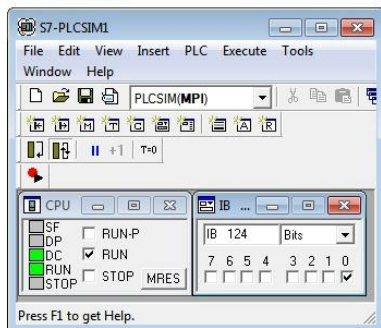 S7-PLCSIM1
File Edit View Insert PLC Execute Tools
Window Help
PLCSIM(MPI)
+1 T=0
CPU
SF
DP
DC
RUN
STOP
RUN-P
RUN
STOP MRES
IB ...
IB 124 Bits
7 6 5 4 3 2 1 0
Press F1 to get Help.